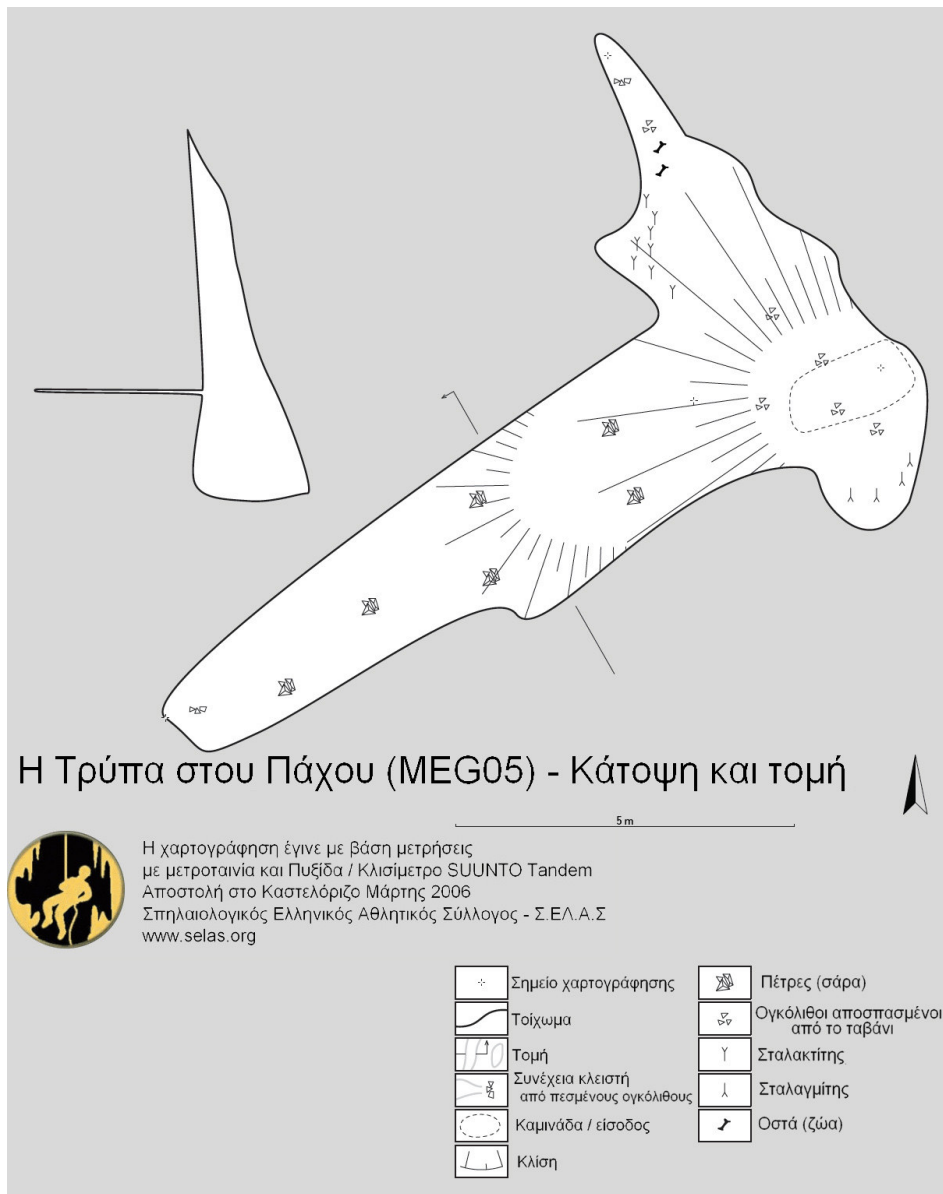 Η Τρύπα στου Πάχου (MEG05) - Κάτοψη και τομή
5 m
Η χαρτογράφηση έγινε με βάση μετρήσεις
με μετροταινία και Πυξίδα / Κλισίμετρο SUUNTO Tandem
Αποστολή στο Καστελόριζο Μάρτης 2006
Σπηλαιολογικός Ελληνικός Αθλητικός Σύλλογος - Σ.ΕΛ.Α.Σ
www.selas.org
Σημείο χαρτογράφησης
Τοίχωμα
Τομή
Συνέχεια κλειστή
από πεσμένους ογκόλιθους
Καμινάδα / είσοδος
Κλίση
Πέτρες (σάρα)
Ογκόλιθοι αποσπασμένοι
από το ταβάνι
Σταλακτίτης
Σταλαγμίτης
Οστά (ζώα)